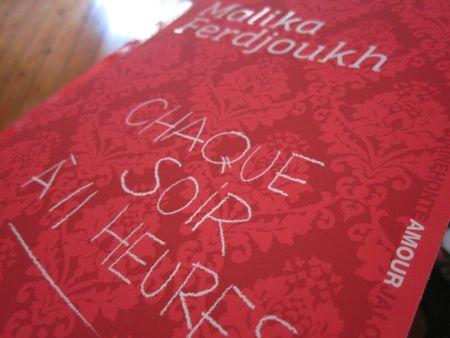 Malika
Ferdjoukh
CHAQUE
SOIR
À 11 HEURES
AMOUR